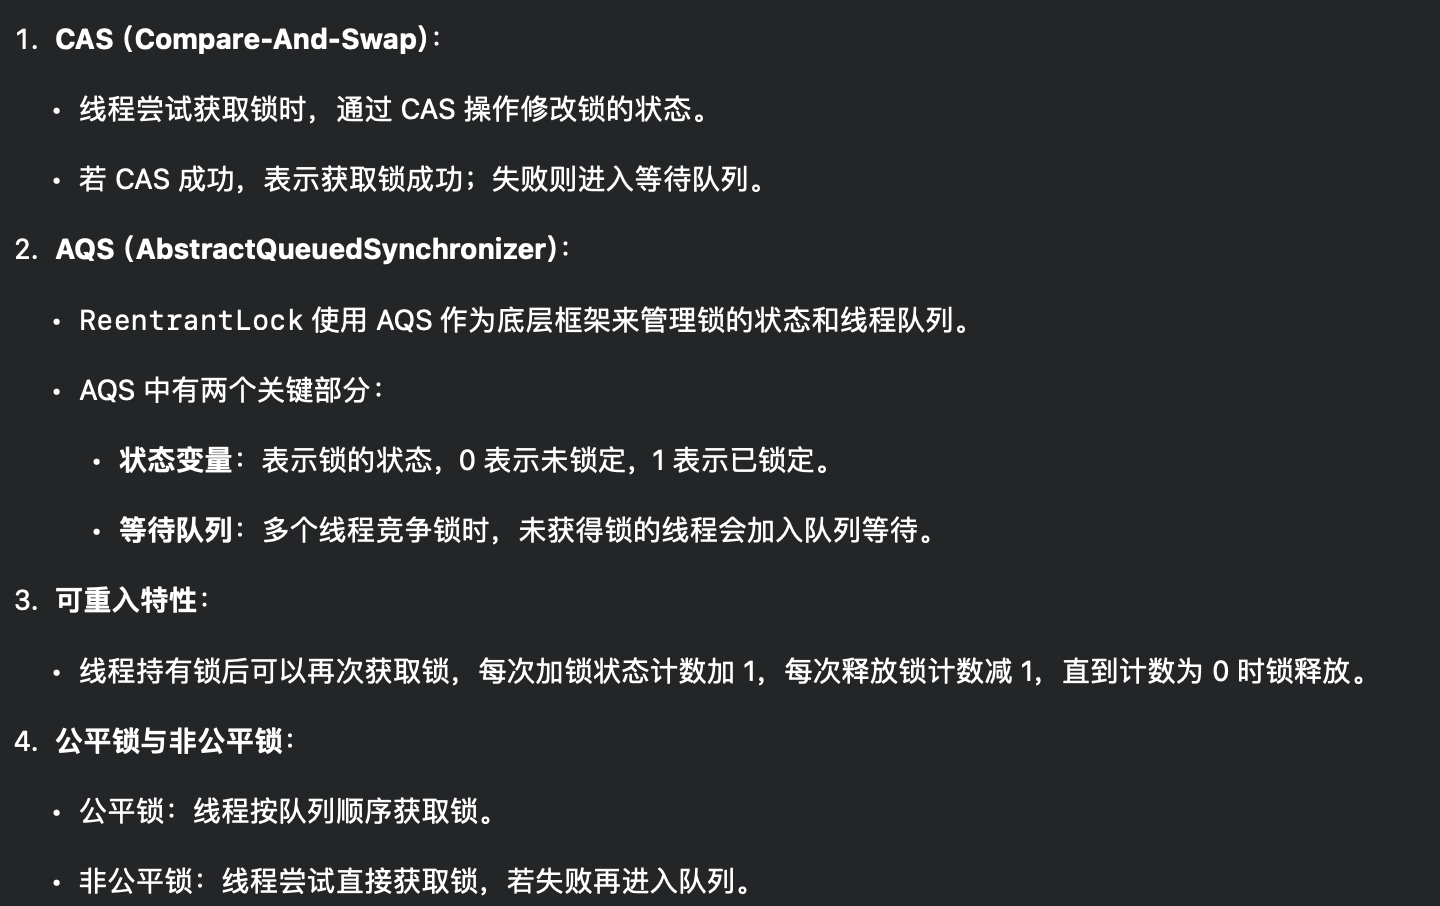 1. CAS（Compare-And-Swap）：
• 线程尝试获取锁时，通过 CAS 操作修改锁的状态。
• 若 CAS 成功，表示获取锁成功；失败则进入等待队列。
2. AQS（AbstractQueuedSynchronizer）：
• ReentrantLock 使用 AQS 作为底层框架来管理锁的状态和线程队列。
• AQS 中有两个关键部分：
• 状态变量：表示锁的状态，0 表示未锁定，1 表示已锁定。
• 等待队列：多个线程竞争锁时，未获得锁的线程会加入队列等待。
3. 可重入特性：
• 线程持有锁后可以再次获取锁，每次加锁状态计数加 1，每次释放锁计数减 1，直到计数为 0 时锁释放。
4. 公平锁与非公平锁：
• 公平锁：线程按队列顺序获取锁。
• 非公平锁：线程尝试直接获取锁，若失败再进入队列。